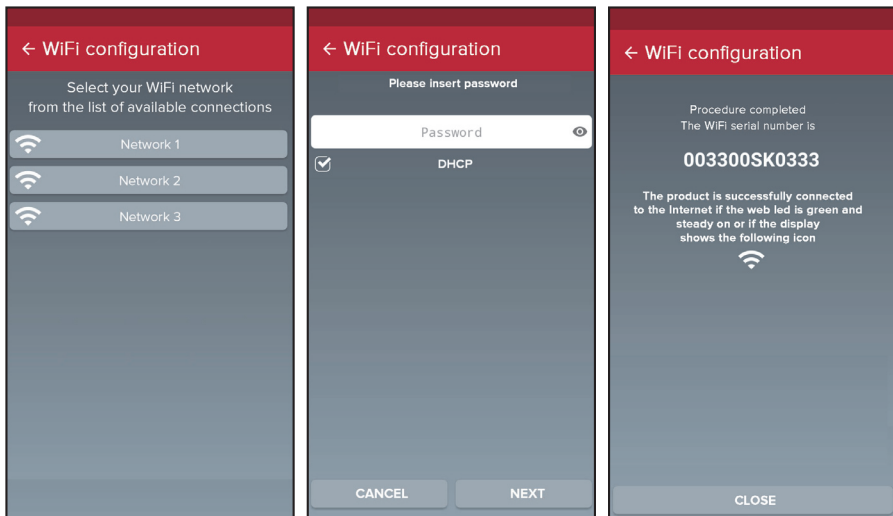 WiFi configuration
Select your WiFi network
from the list of available connections
Network 1
Network 2
Network 3
WiFi configuration
Please insert password
Password
DHCP
CANCEL
NEXT
WiFi configuration
Procedure completed
The WiFi serial number is
003300SK0333
The product is successfully connected
to the Internet if the web led is green and
steady on or if the display
shows the following icon
CLOSE